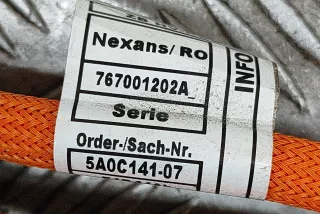 Nexans/ RO
767001202A_
Serie
Order-/Sach-Nr.
5A0C141-07
INFO